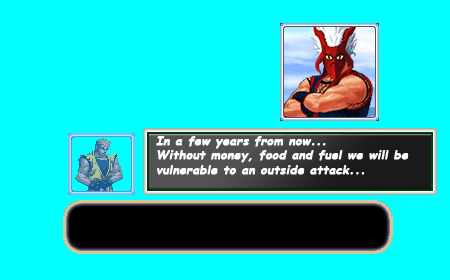 In a few years from now...
Without money, food and fuel we will be
vulnerable to an outside attack...